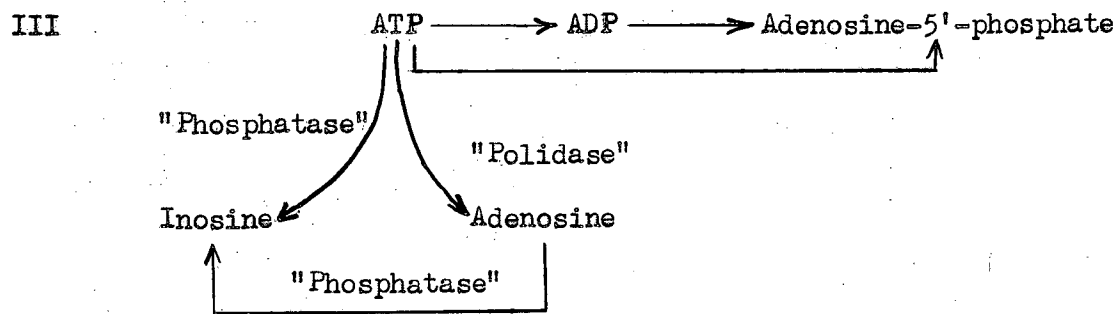 III ATP ADP Adenosine-5'-phosphate
"Phosphatase"
"Polidase"
Inosine Adenosine
"Phosphatase"